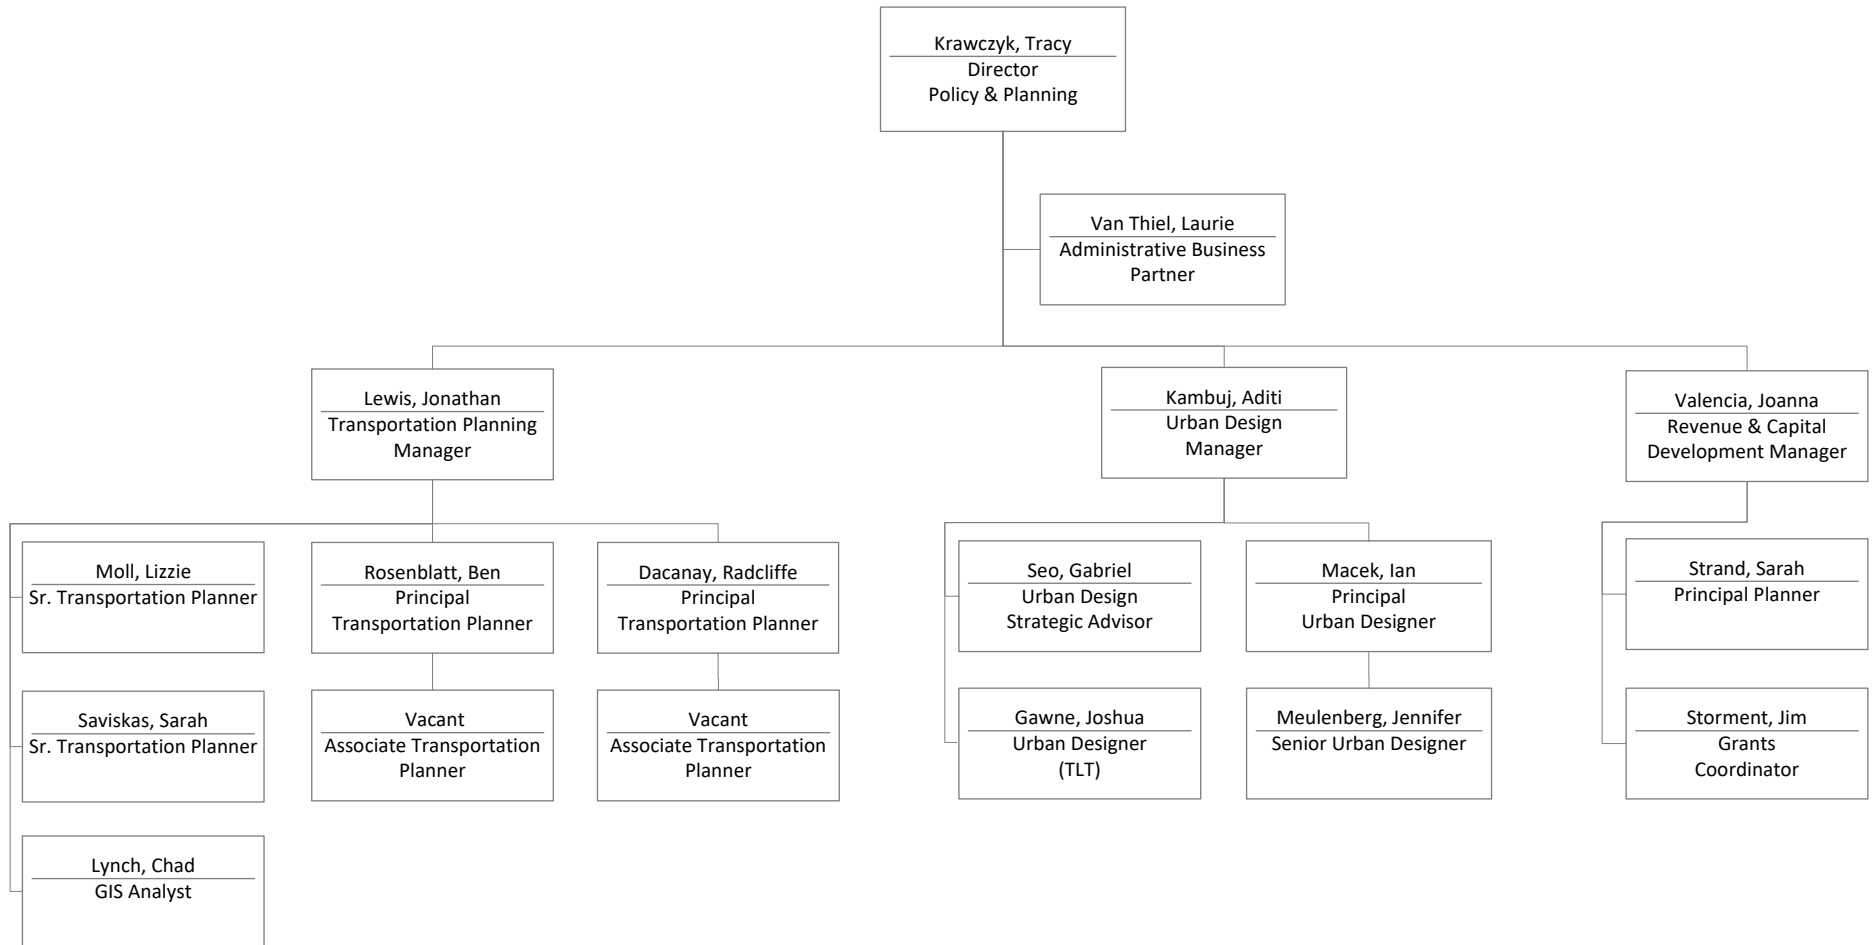 Krawczyk, Tracy
Director
Policy & Planning
Van Thiel, Laurie
Administrative Business
Partner
Lewis, Jonathan
Transportation Planning
Manager
Kambuj, Aditi
Urban Design
Manager
Valencia, Joanna
Revenue & Capital
Development Manager
Moll, Lizzie
Sr. Transportation Planner
Rosenblatt, Ben
Principal
Transportation Planner
Dacanay, Radcliffe
Principal
Transportation Planner
Seo, Gabriel
Urban Design
Strategic Advisor
Macek, Ian
Principal
Urban Designer
Strand, Sarah
Principal Planner
Saviskas, Sarah
Sr. Transportation Planner
Vacant
Associate Transportation
Planner
Vacant
Associate Transportation
Planner
Gawne, Joshua
Urban Designer
(TLT)
Meulenberg, Jennifer
Senior Urban Designer
Storment, Jim
Grants
Coordinator
Lynch, Chad
GIS Analyst